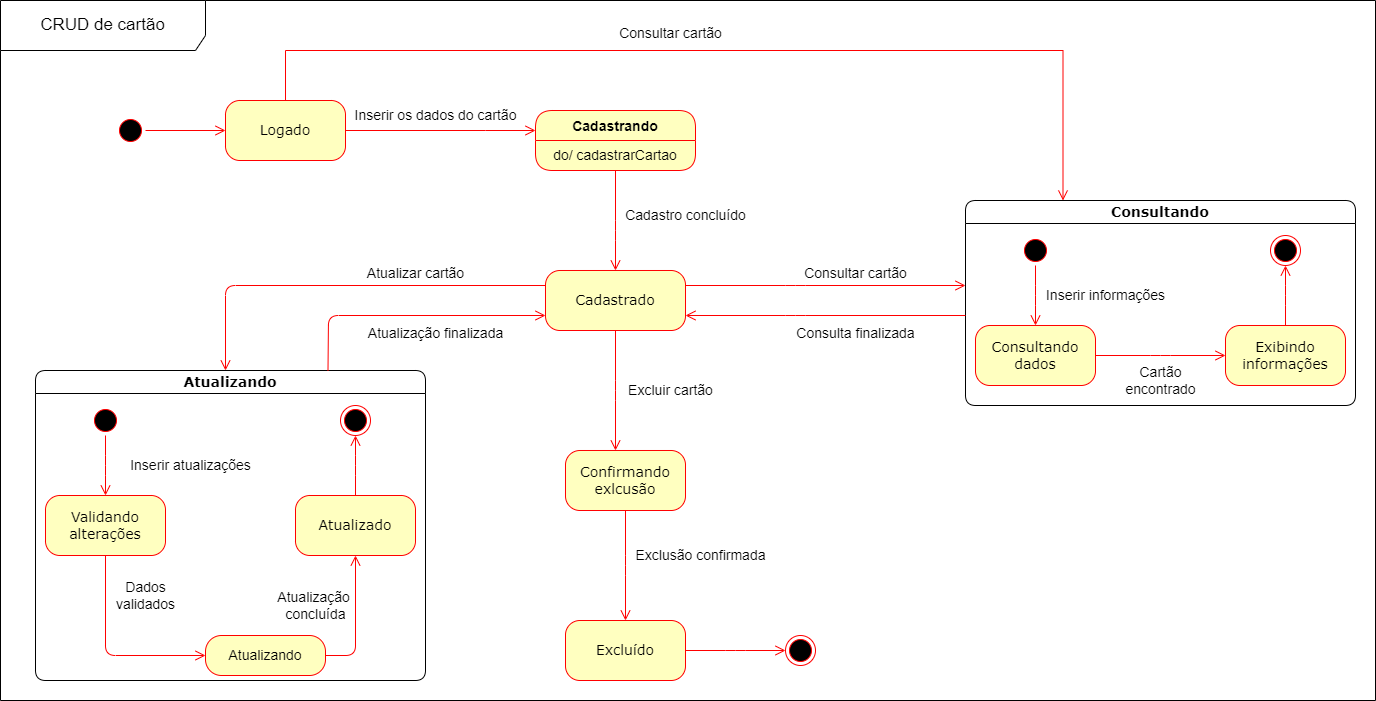 CRUD de cartão
Consultar cartão
Logado
Inserir os dados do cartão
Cadastrando
do/ cadastrarCartao
Cadastro concluído
Consultando
Inserir informações
Consultando
dados
Cartão
encontrado
Exibindo
informações
Atualizar cartão
Cadastrado
Consultar cartão
Atualização finalizada
Consulta finalizada
Excluir cartão
Atualizando
Inserir atualizações
Validando
alterações
Atualizado
Dados
validados
Atualização
concluída
Atualizando
Confirmando
exlcusão
Exclusão confirmada
Excluído